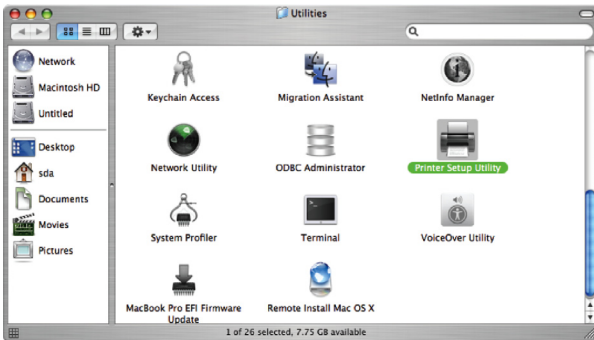 Utilities
Network
Macintosh HD
Untitled
Desktop
sda
Documents
Movies
Pictures
Keychain Access
Migration Assistant
NetInfo Manager
Network Utility
ODBC Administrator
Printer Setup Utility
System Profiler
Terminal
VoiceOver Utility
MacBook Pro EFI Firmware
Update
Remote Install Mac OS X
1 of 26 selected, 7.75 GB available